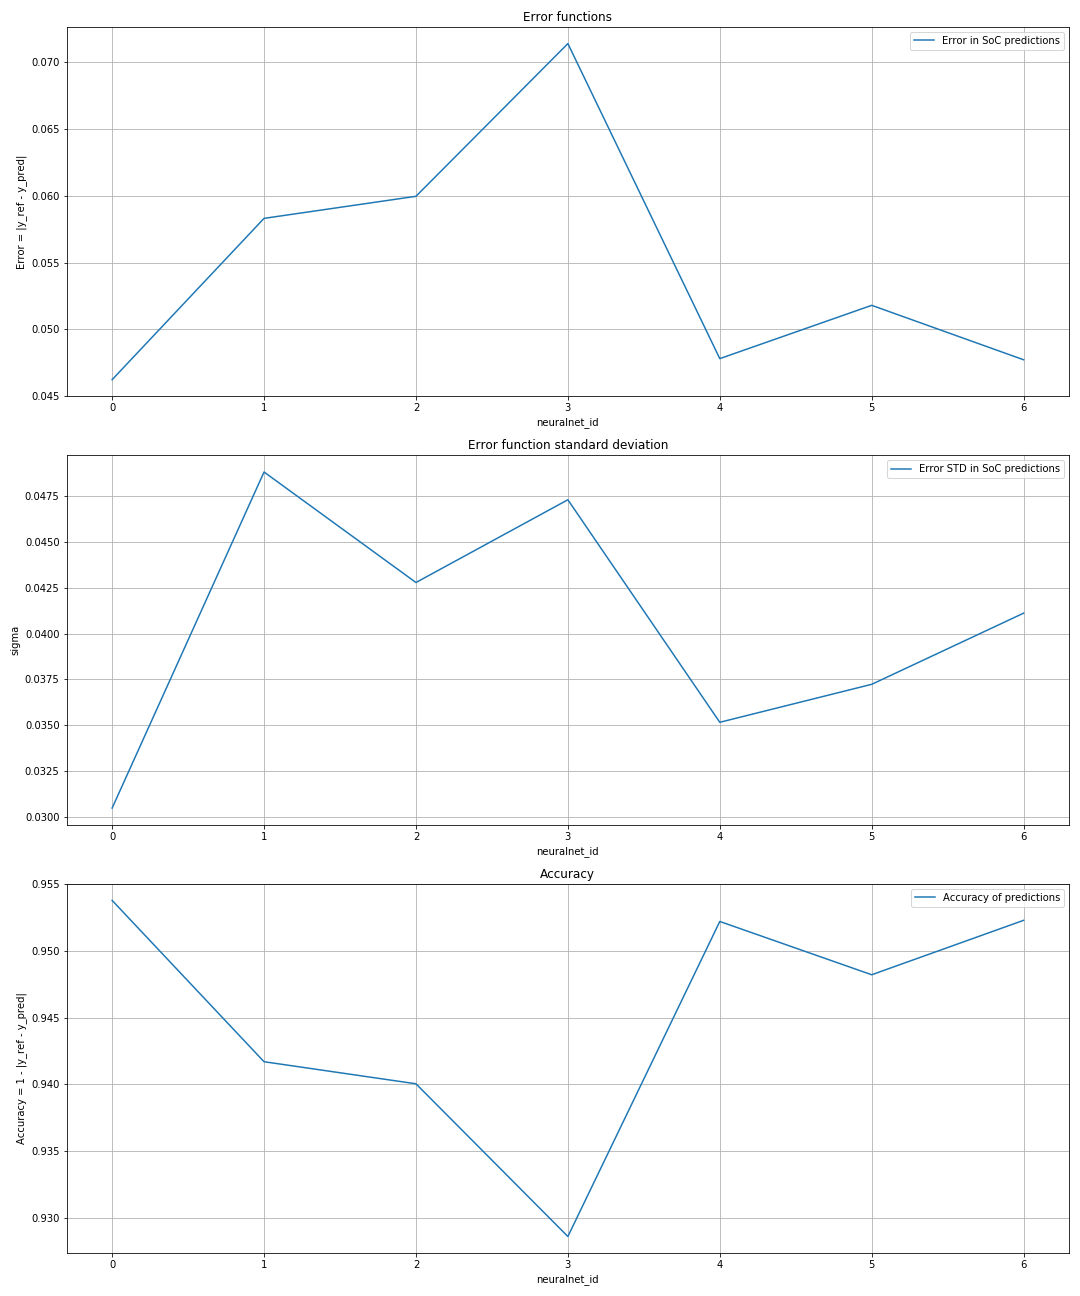 Error functions
Error in SoC predictions
0.070
0.065
0.060
0.055
0.050
0.045
Error = |y_ref - y_pred|
0 1 2 3 4 5 6
neuralnet_id
Error function standard deviation
Error STD in SoC predictions
0.0475
0.0450
0.0425
0.0400
0.0375
0.0350
0.0325
0.0300
sigma
0 1 2 3 4 5 6
neuralnet_id
Accuracy
Accuracy of predictions
0.955
0.950
0.945
0.940
0.935
0.930
Accuracy = 1 - |y_ref - y_pred|
0 1 2 3 4 5 6
neuralnet_id